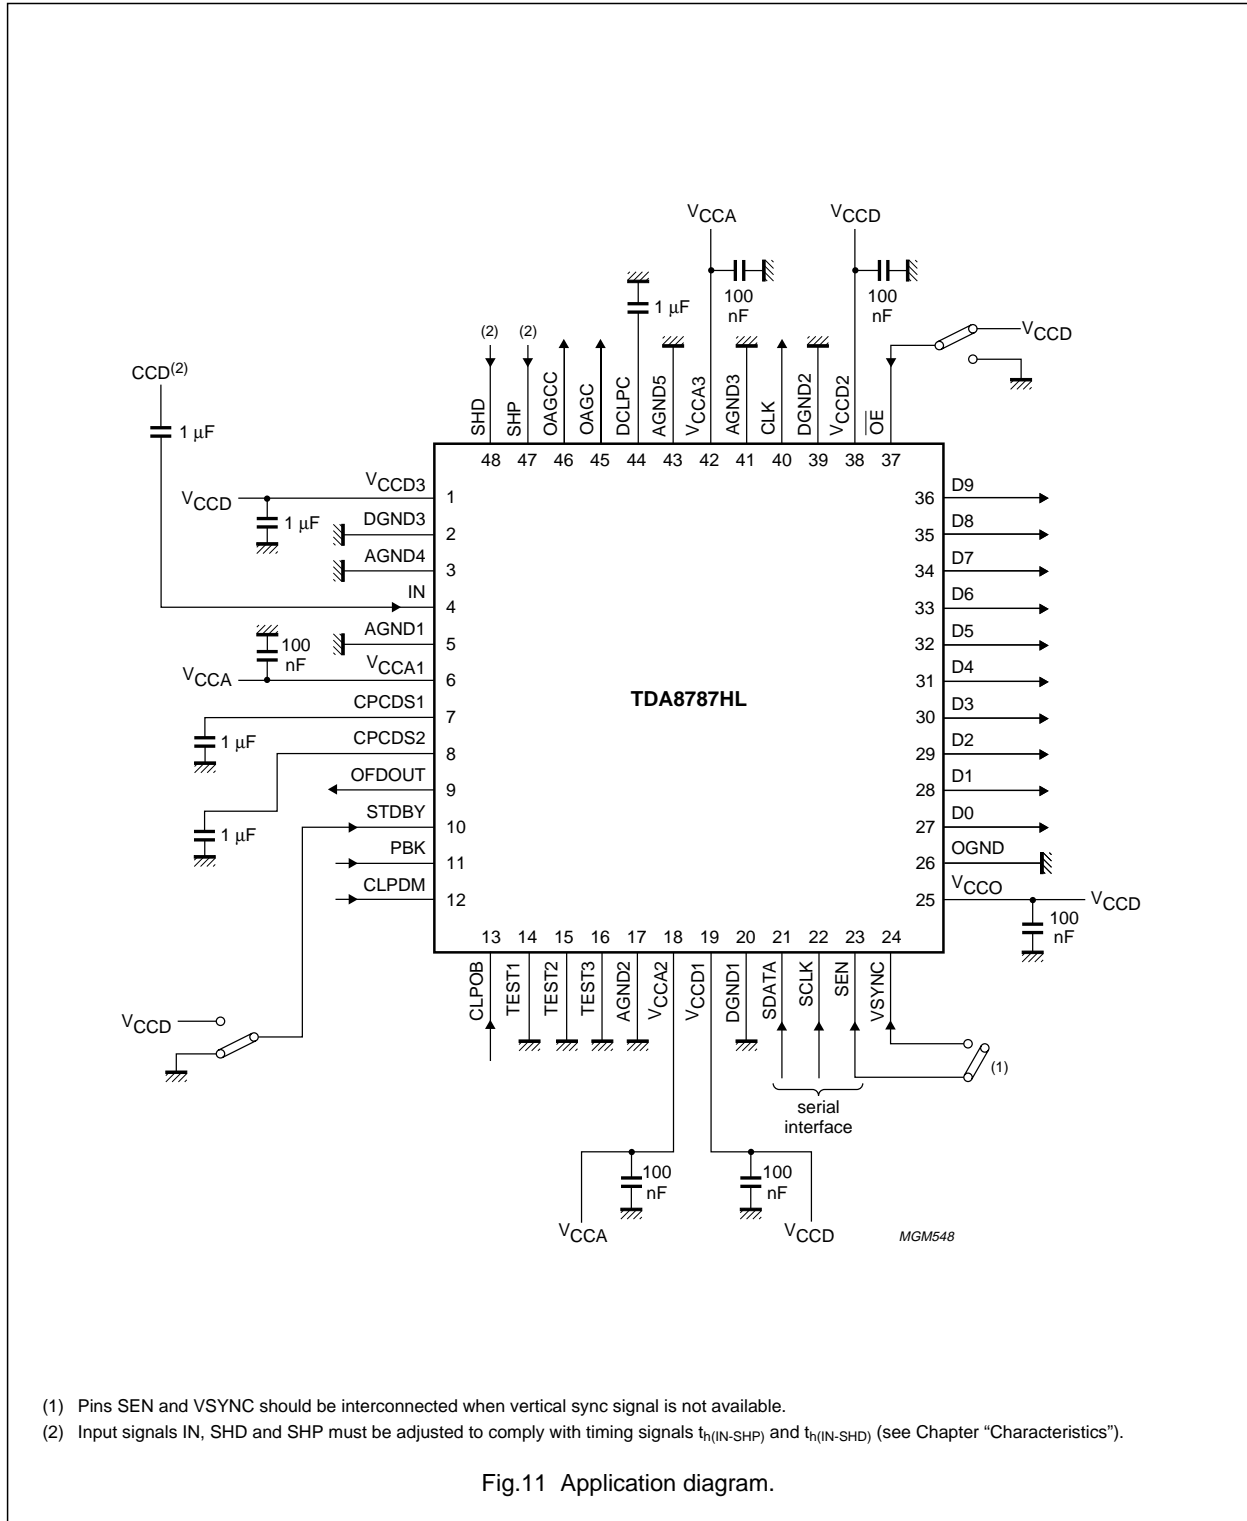 VCCA
VCCD
100 nF
100 nF
1 µF
VCCD
(2)
(2)
CCD(2)
1 µF
SHD
SHP
OAGCC
OAGC
DCLPC
AGND5
VCCA3
AGND3
CLK
DGND2
VCCD2
OE
48
47
46
45
44
43
42
41
40
39
38
37
VCCD
1 µF
VCCD3
1
DGND3
2
AGND4
3
IN
4
AGND1
5
100 nF
VCCA
VCCA1
6
CPCDS1
7
1 µF
CPCDS2
8
1 µF
OFDOUT
9
STDBY
10
PBK
11
CLPDM
12
TDA8787HL
36 D9
35 D8
34 D7
33 D6
32 D5
31 D4
30 D3
29 D2
28 D1
27 D0
26 OGND
25 VCCO
VCCD
100 nF
13
14
15
16
17
18
19
20
21
22
23
24
CLPOB
TEST1
TEST2
TEST3
AGND2
VCCA2
VCCD1
DGND1
SDATA
SCLK
SEN
VSYNC
VCCD
(1)
serial
interface
100 nF
100 nF
VCCA
VCCD
MGM548
(1) Pins SEN and VSYNC should be interconnected when vertical sync signal is not available.
(2) Input signals IN, SHD and SHP must be adjusted to comply with timing signals th(IN-SHP) and th(IN-SHD) (see Chapter “Characteristics”).
Fig.11 Application diagram.